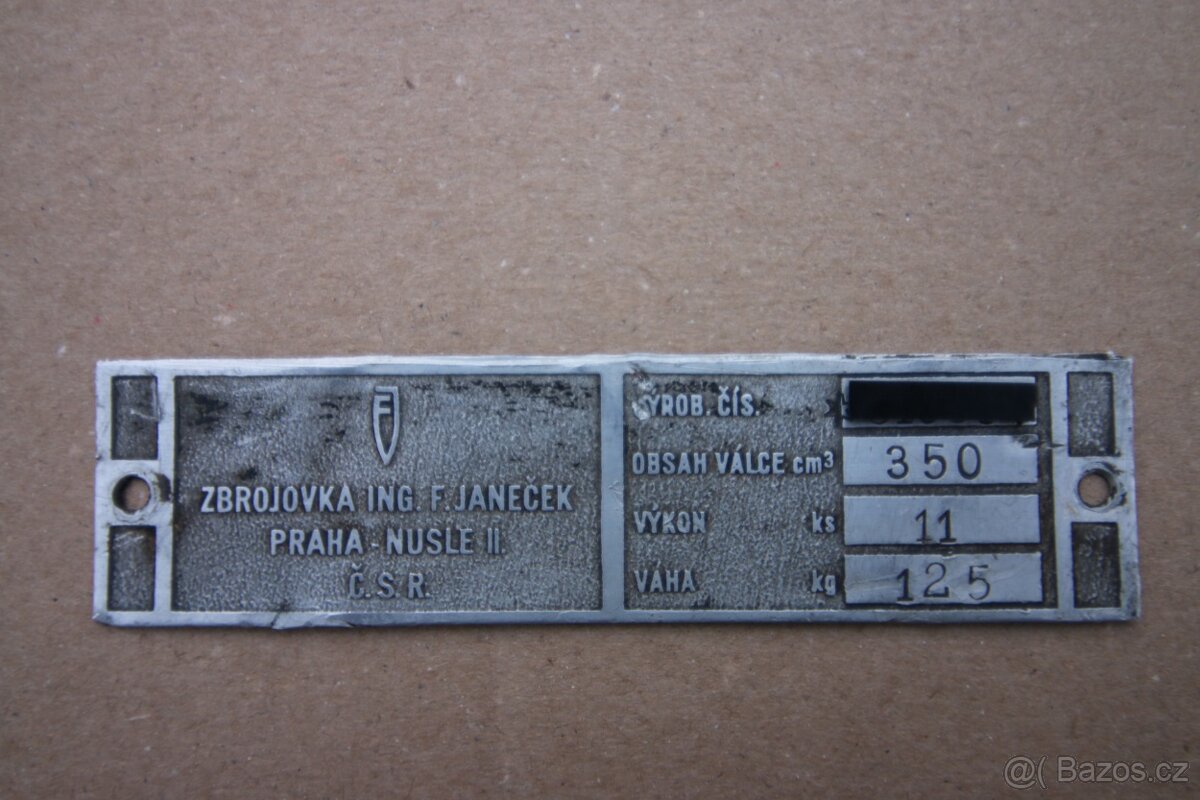 F
ZBROJOVKA ING. F. JANEČEK
PRAHA - NUSLE II.
Č.S.R.
VÝROB. ČÍS.
OBSAH VÁLCE cm³ 350
VÝKON ks 11
VÁHA kg 125
@( Bazos.cz